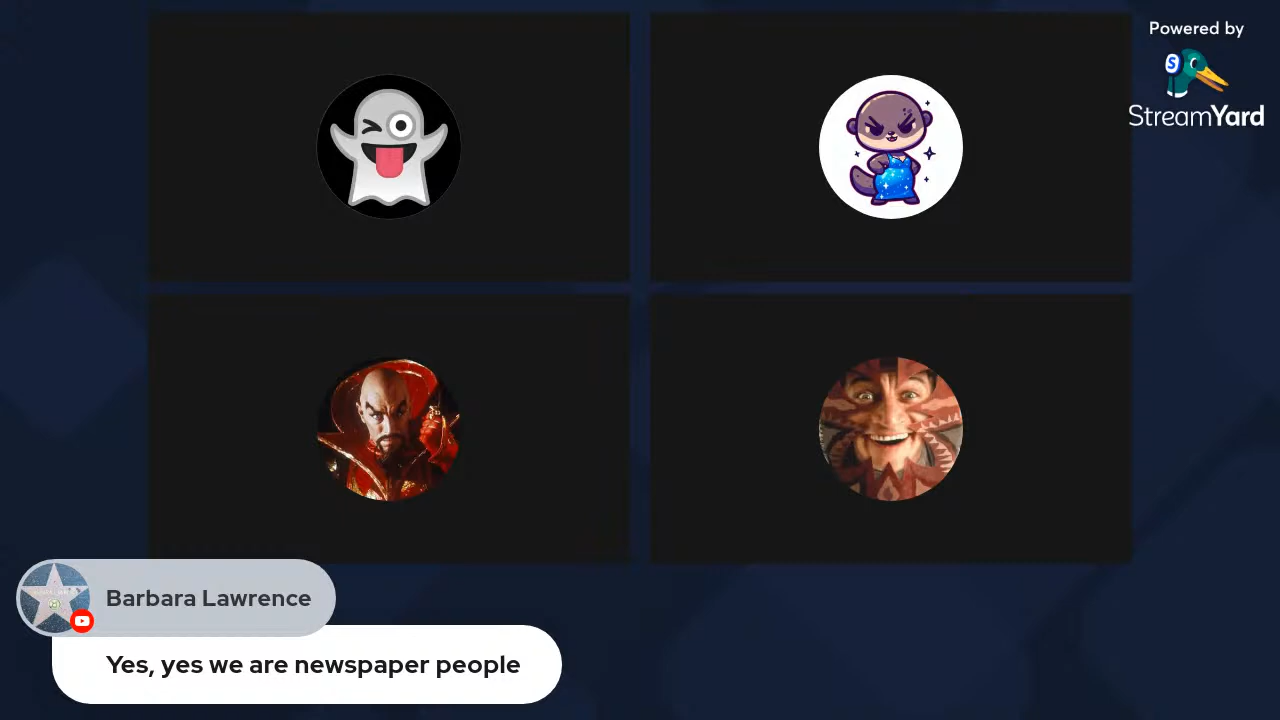 Powered by
StreamYard
Barbara Lawrence
Yes, yes we are newspaper people